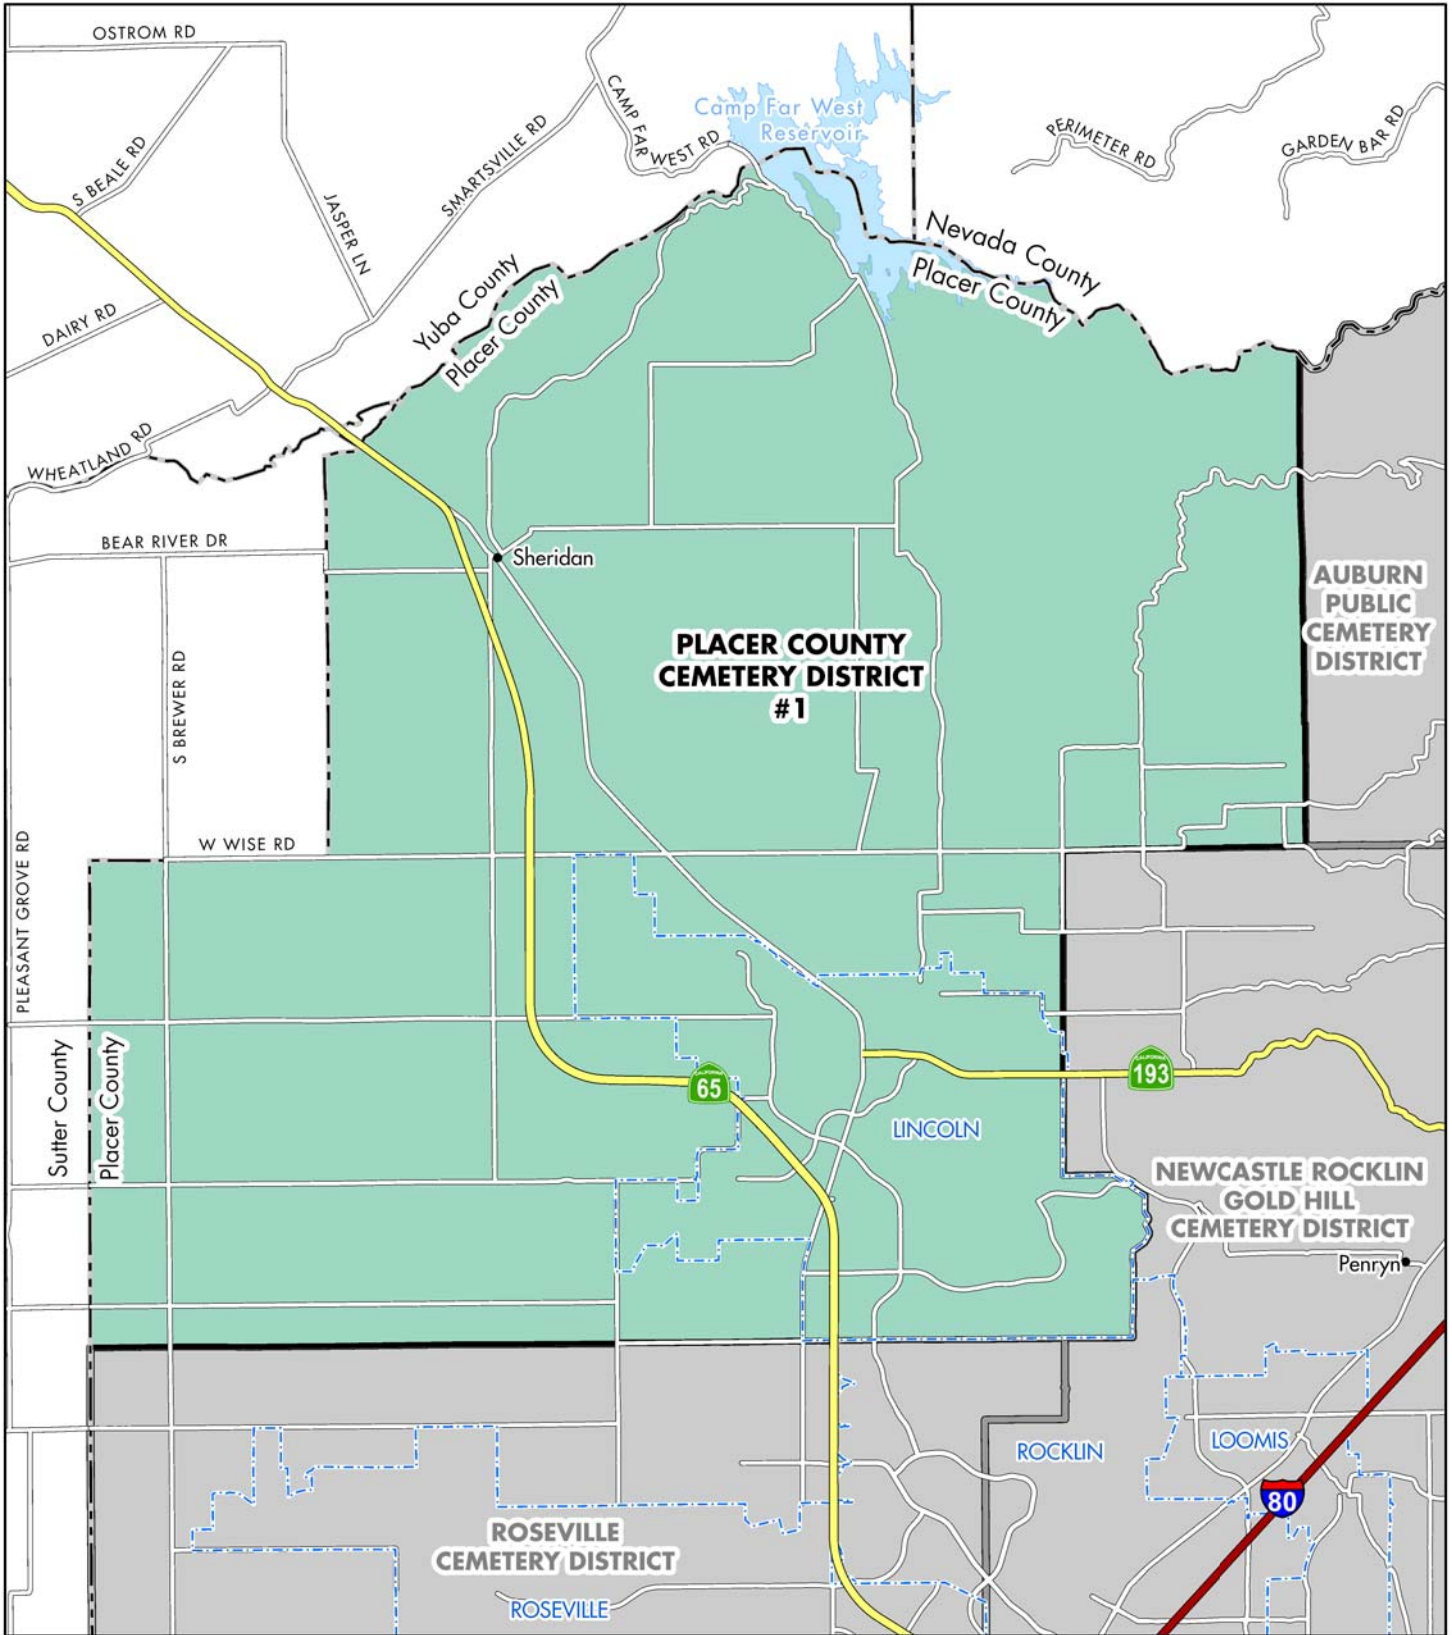 OSTROM RD
S BEALE RD
JASPER LN
SMARTSVILLE RD
CAMP FAR
WEST RD
Camp Far West
Reservoir
PERIMETER RD
GARDEN BAR RD
DAIRY RD
Yuba County
Placer County
Nevada County
Placer County
WHEATLAND RD
BEAR RIVER DR
Sheridan
AUBURN
PUBLIC
CEMETERY
DISTRICT
PLACER COUNTY
CEMETERY DISTRICT
#1
S BREWER RD
W WISE RD
PLEASANT GROVE RD
Sutter County
Placer County
CALIFORNIA
65
CALIFORNIA
193
LINCOLN
NEWCASTLE ROCKLIN
GOLD HILL
CEMETERY DISTRICT
Penryn
ROCKLIN
LOOMIS
80
ROSEVILLE
CEMETERY DISTRICT
ROSEVILLE